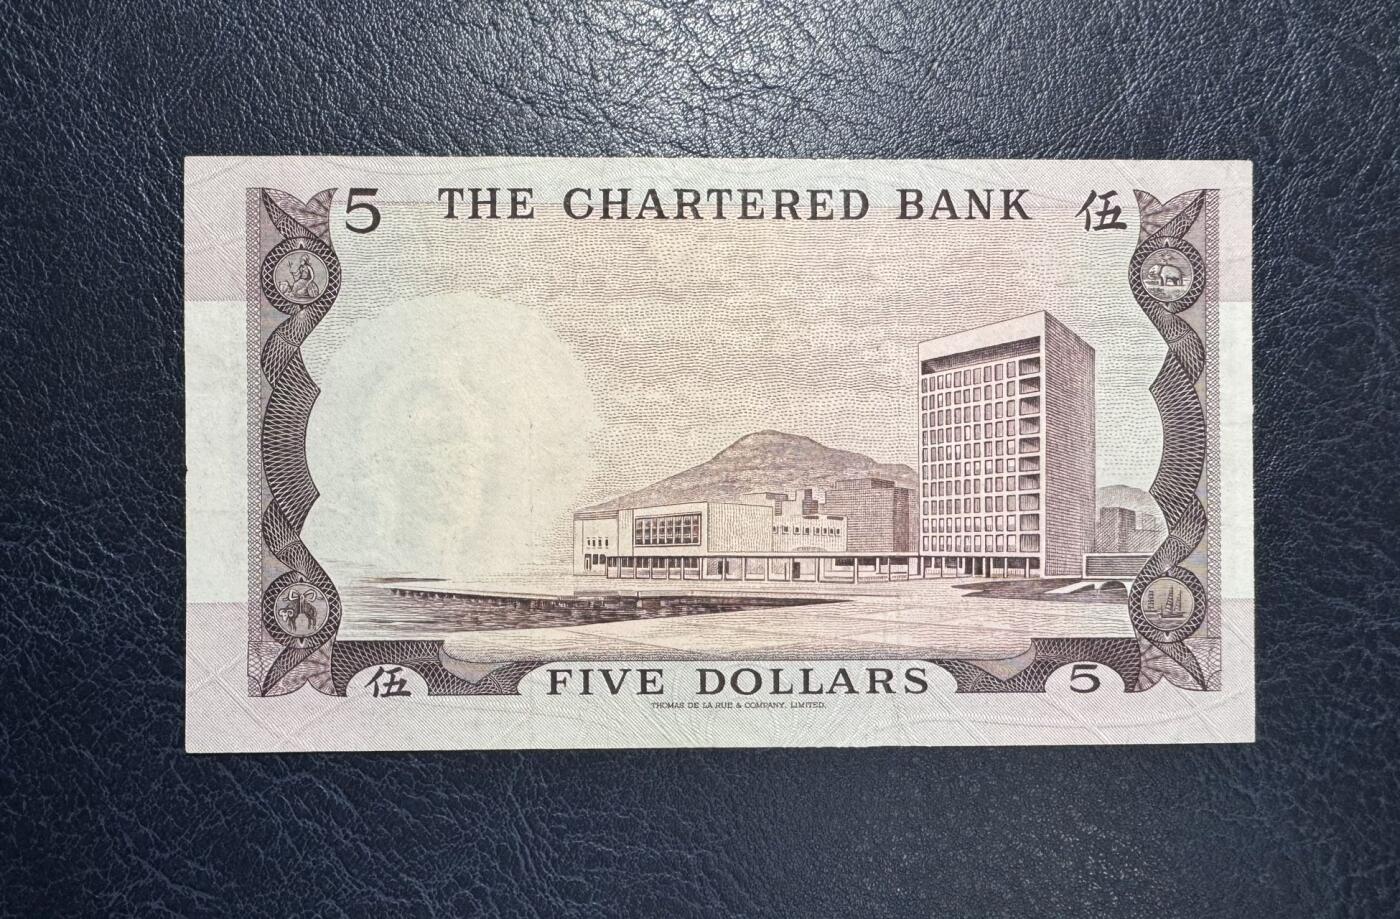 5 THE CHARTERED BANK 伍
伍 FIVE DOLLARS 5
THOMAS DE LA RUE & COMPANY, LIMITED.